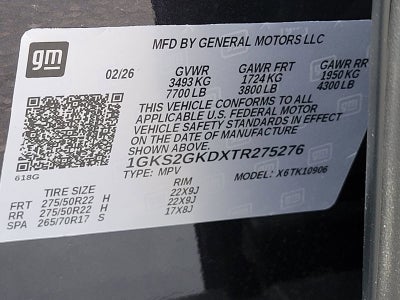 gm
MFD BY GENERAL MOTORS LLC
02/26 GVWR GAWR FRT GAWR RR
3493 KG 1724 KG 1950 KG
7700 LB 3800 LB 4300 LB
THIS VEHICLE CONFORMS TO ALL
APPLICABLE U.S. FEDERAL MOTOR
VEHICLE SAFETY STANDARDS IN EFFECT
ON THE DATE OF MANUFACTURE
SHOWN ABOVE.
1GKS2GKDXTR275276
618G TYPE: MPV MODEL: X6TK10906
TIRE SIZE RIM
FRT 275/50R22 H 22X9J
RR 275/50R22 H 22X9J
SPA 265/70R17 S 17X8J